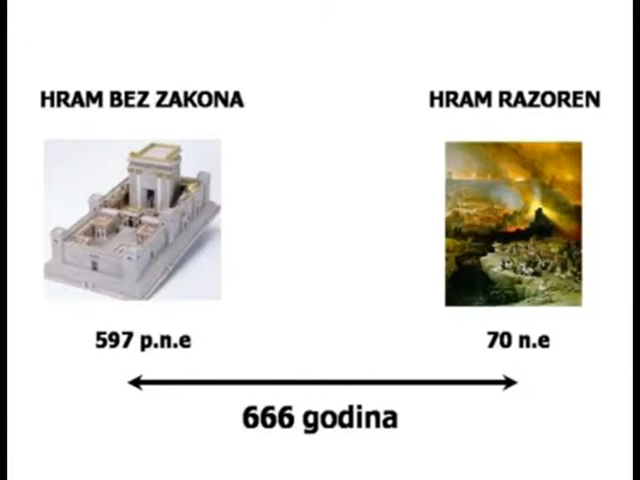 HRAM BEZ ZAKONA
HRAM RAZOREN
597 p.n.e
70 n.e
666 godina